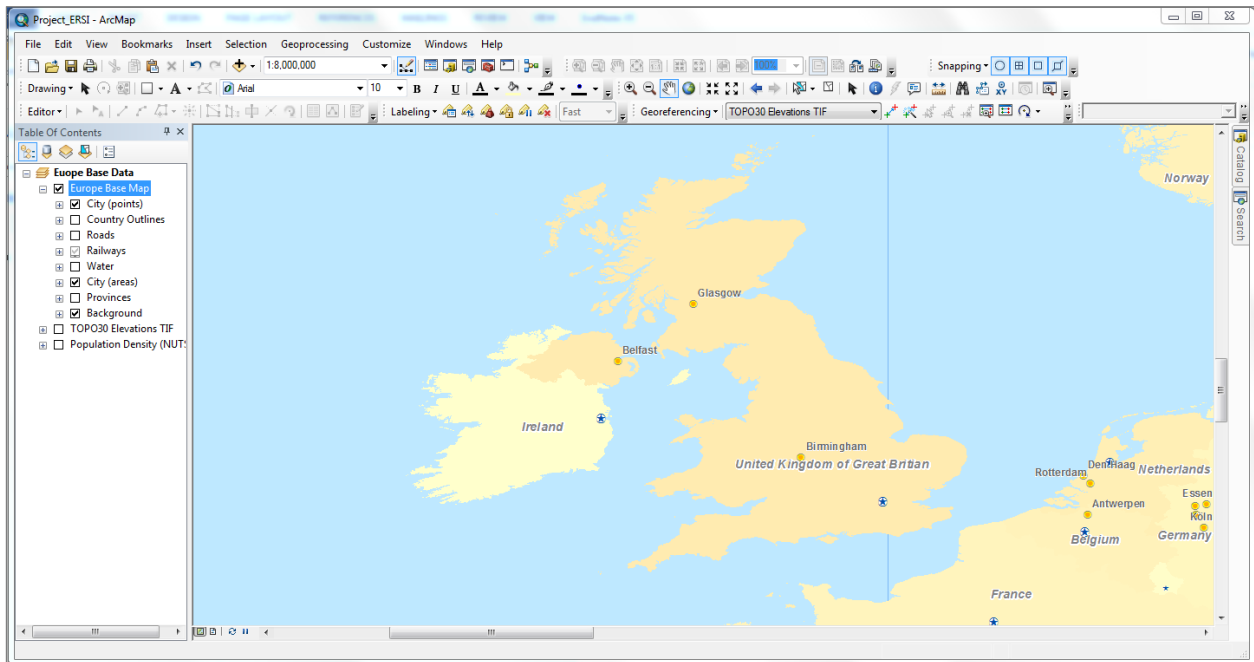 Project_ERSI - ArcMap
File Edit View Bookmarks Insert Selection Geoprocessing Customize Windows Help
1:8,000,000 100% Snapping
Drawing A Arial 10 B I U A
Editor Labeling Fast Georeferencing TOPO30 Elevations TIF
Table Of Contents
Euope Base Data
Europe Base Map
City (points)
Country Outlines
Roads
Railways
Water
City (areas)
Provinces
Background
TOPO30 Elevations TIF
Population Density (NUT
Norway
Glasgow
Belfast
Ireland
Birmingham
United Kingdom of Great Britian
Rotterdam
Den Haag
Netherlands
Antwerpen
Essen
Köln
Belgium
Germany
France
Catalog
Search